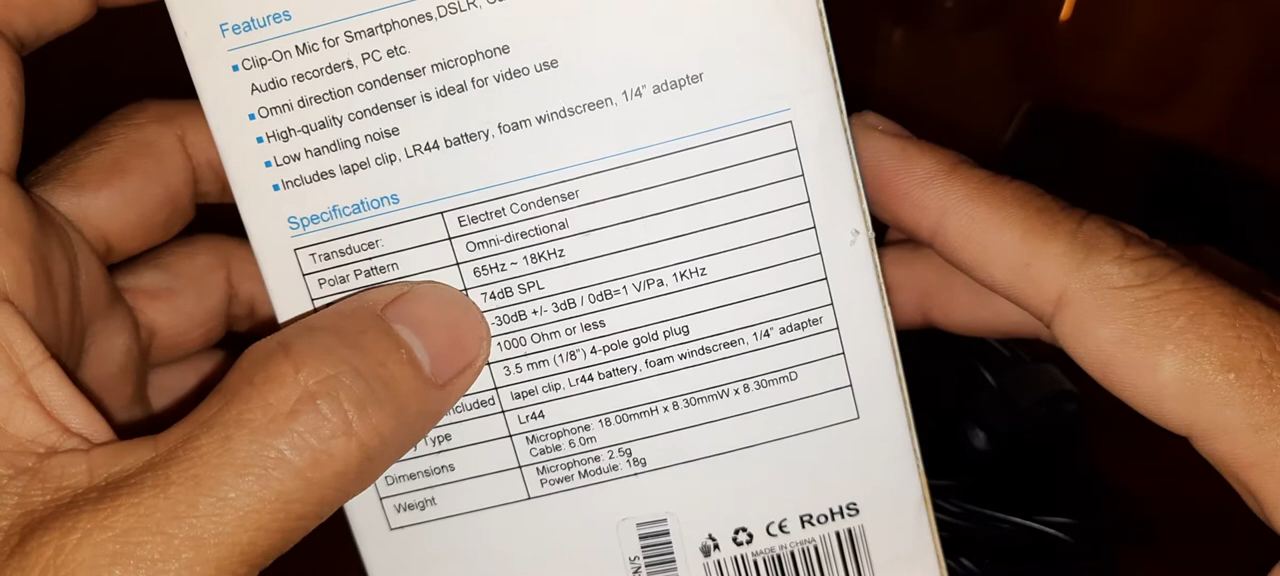 Features
Clip-On Mic for Smartphones,DSLR,
Audio recorders, PC etc.
Omni direction condenser microphone
High-quality condenser is ideal for video use
Low handling noise
Includes lapel clip, LR44 battery, foam windscreen, 1/4" adapter
Specifications
Transducer: Electret Condenser
Polar Pattern Omni-directional
65Hz ~ 18KHz
74dB SPL
-30dB +/- 3dB / 0dB=1 V/Pa, 1KHz
1000 Ohm or less
3.5 mm (1/8") 4-pole gold plug
lapel clip, Lr44 battery, foam windscreen, 1/4" adapter
Type Lr44
Dimensions Microphone: 18.00mmH x 8.30mmW x 8.30mmD
Cable: 6.0m
Weight Microphone: 2.5g
Power Module: 18g
CE RoHS
MADE IN CHINA
S/N